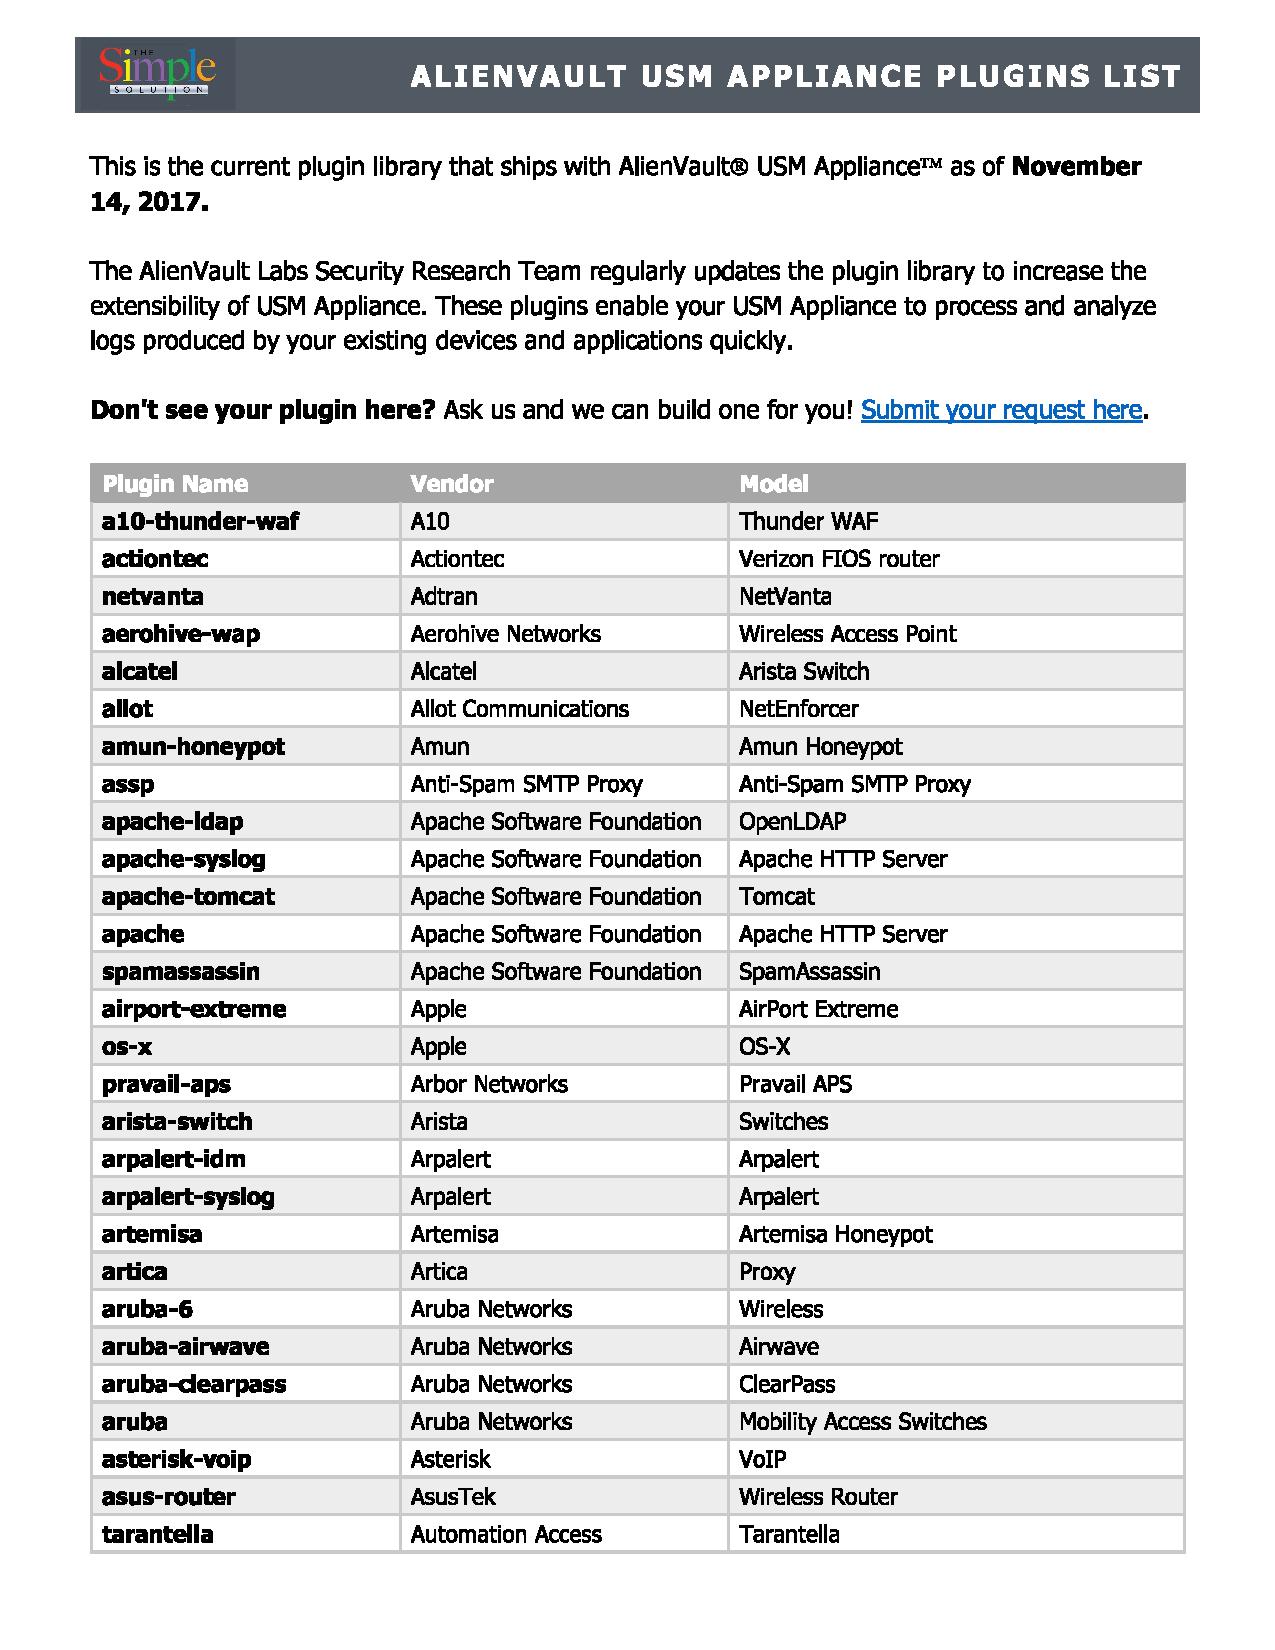 THE
Simple
SOLUTION
ALIENVAULT USM APPLIANCE PLUGINS LIST
This is the current plugin library that ships with AlienVault® USM Appliance™ as of November
14, 2017.
The AlienVault Labs Security Research Team regularly updates the plugin library to increase the
extensibility of USM Appliance. These plugins enable your USM Appliance to process and analyze
logs produced by your existing devices and applications quickly.
Don't see your plugin here? Ask us and we can build one for you! Submit your request here.
Plugin Name Vendor Model
a10-thunder-waf A10 Thunder WAF
actiontec Actiontec Verizon FIOS router
netvanta Adtran NetVanta
aerohive-wap Aerohive Networks Wireless Access Point
alcatel Alcatel Arista Switch
allot Allot Communications NetEnforcer
amun-honeypot Amun Amun Honeypot
assp Anti-Spam SMTP Proxy Anti-Spam SMTP Proxy
apache-ldap Apache Software Foundation OpenLDAP
apache-syslog Apache Software Foundation Apache HTTP Server
apache-tomcat Apache Software Foundation Tomcat
apache Apache Software Foundation Apache HTTP Server
spamassassin Apache Software Foundation SpamAssassin
airport-extreme Apple AirPort Extreme
os-x Apple OS-X
pravail-aps Arbor Networks Pravail APS
arista-switch Arista Switches
arpalert-idm Arpalert Arpalert
arpalert-syslog Arpalert Arpalert
artemisa Artemisa Artemisa Honeypot
artica Artica Proxy
aruba-6 Aruba Networks Wireless
aruba-airwave Aruba Networks Airwave
aruba-clearpass Aruba Networks ClearPass
aruba Aruba Networks Mobility Access Switches
asterisk-voip Asterisk VoIP
asus-router AsusTek Wireless Router
tarantella Automation Access Tarantella